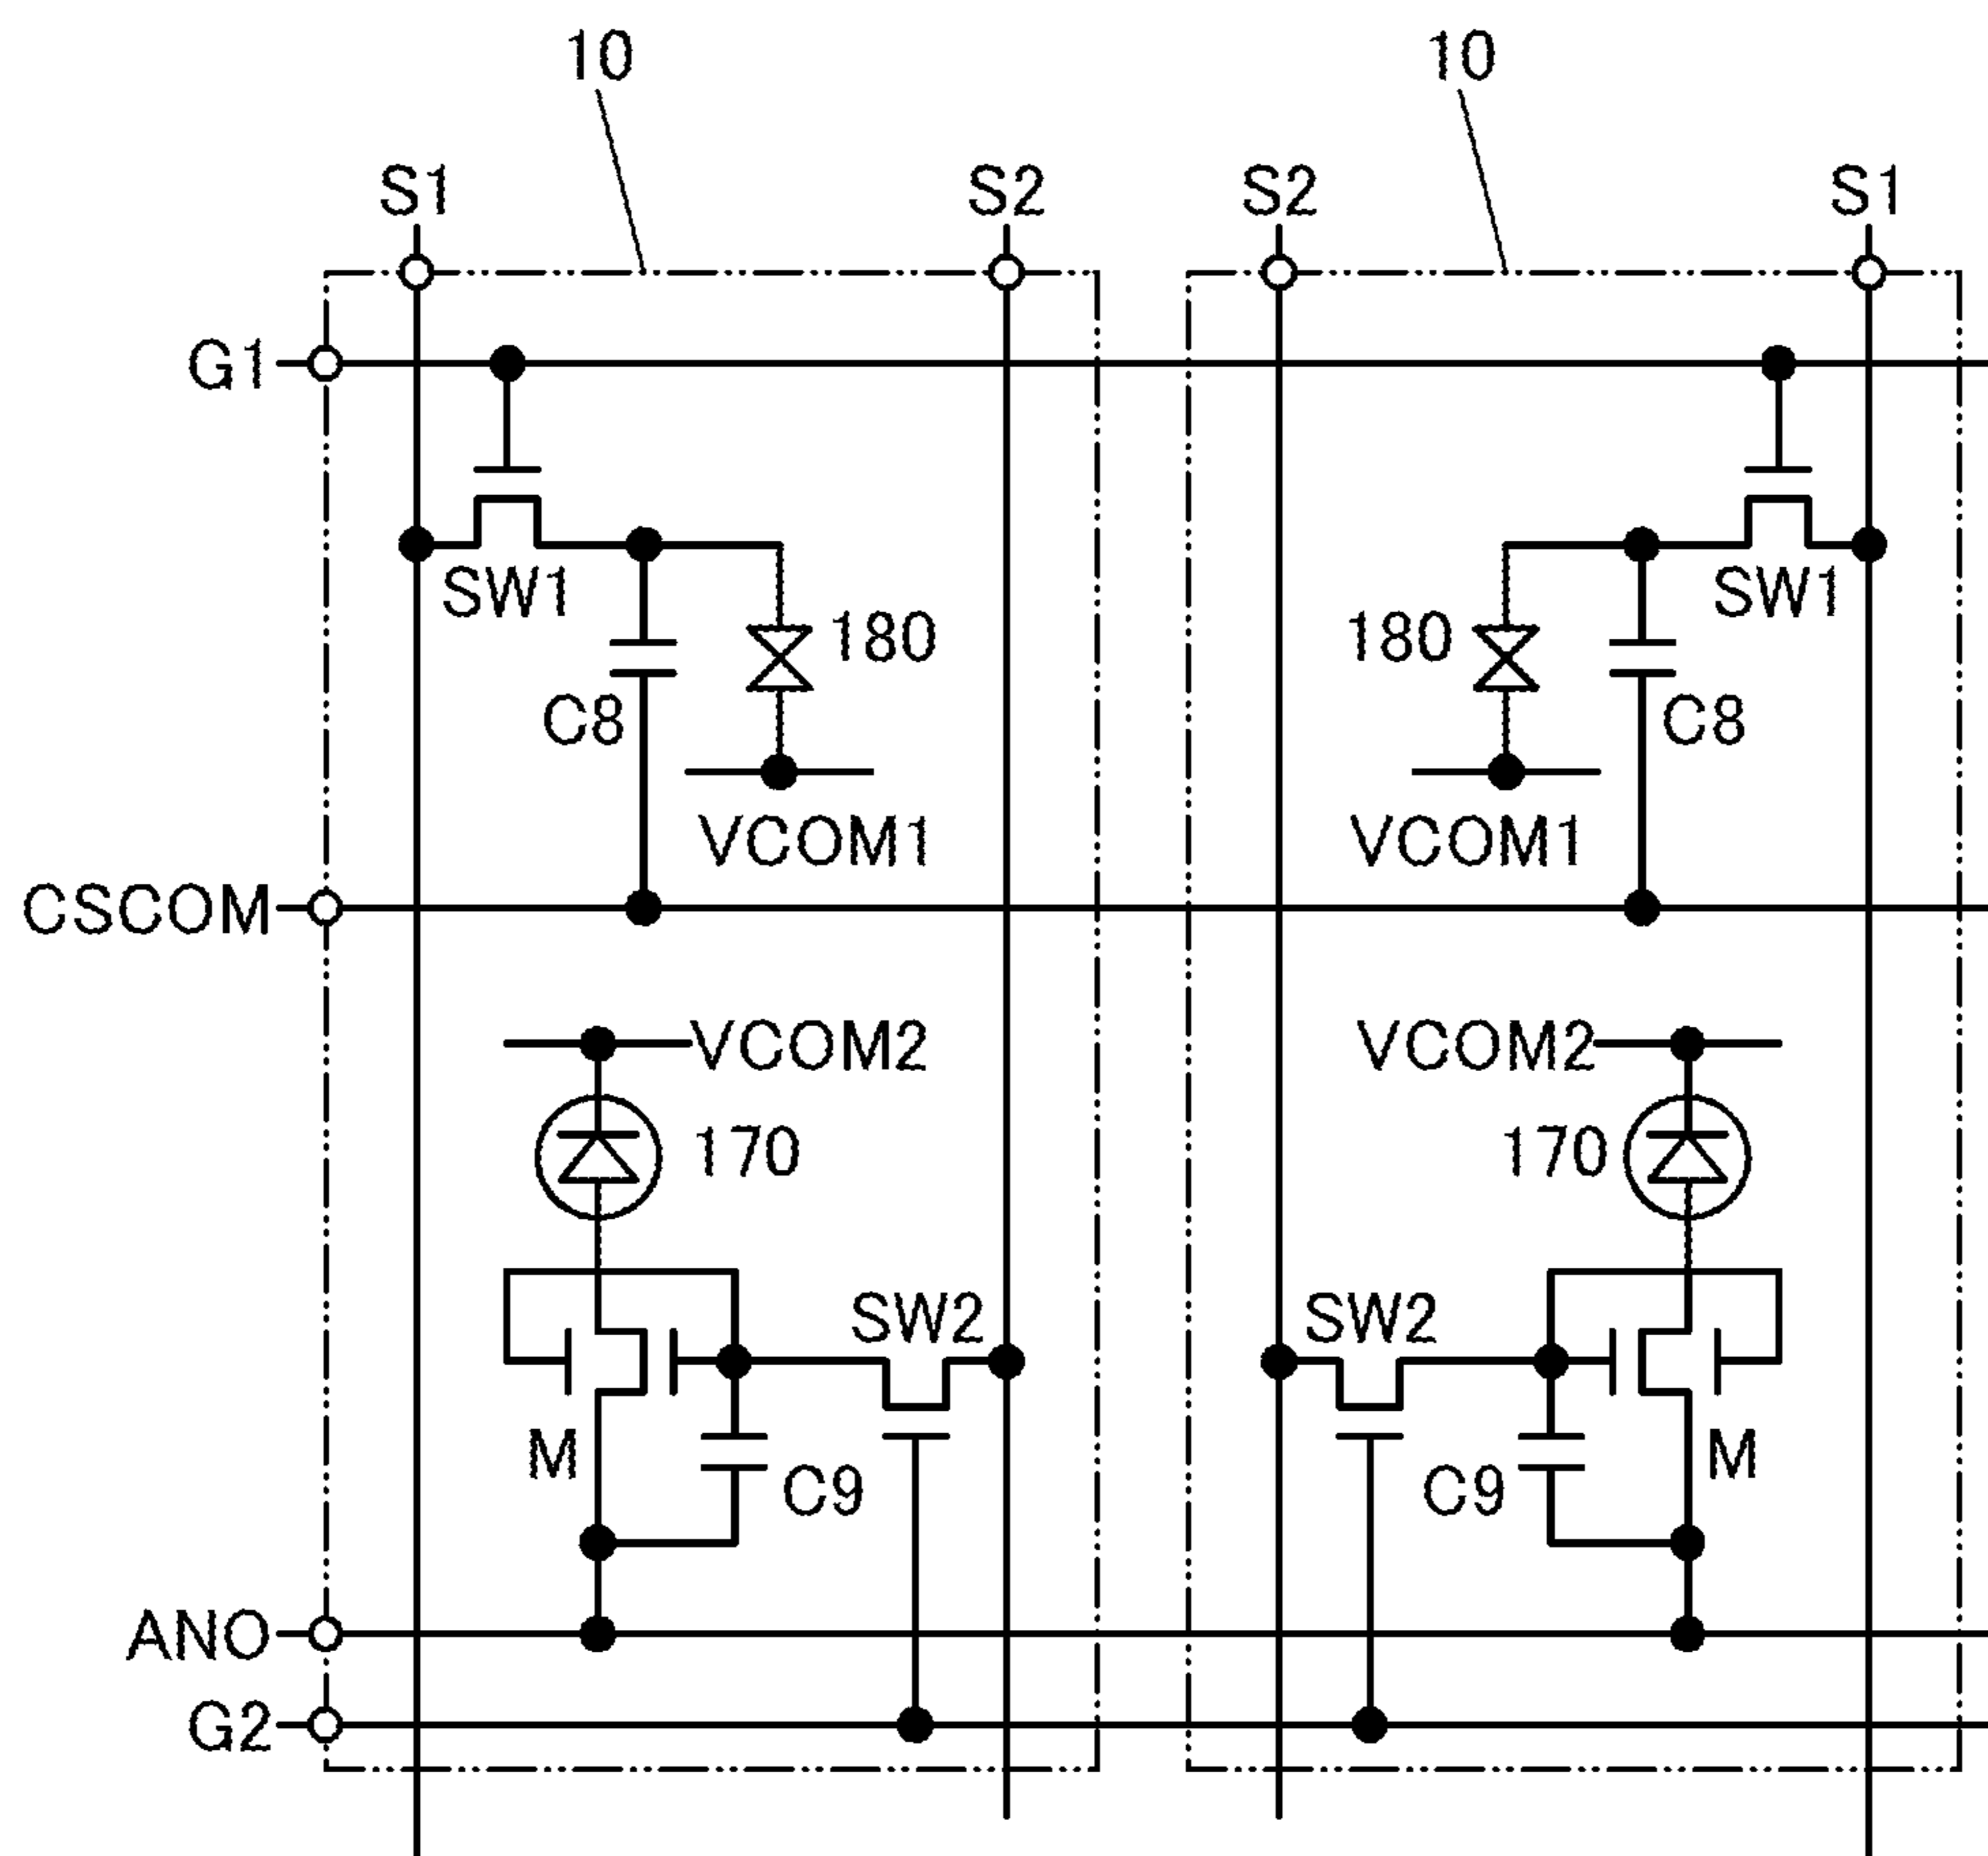 10 10
S1 S2 S2 S1
G1
SW1 SW1
180 180
C8 C8
VCOM1 VCOM1
CSCOM
VCOM2 VCOM2
170 170
SW2 SW2
M M
C9 C9
ANO
G2